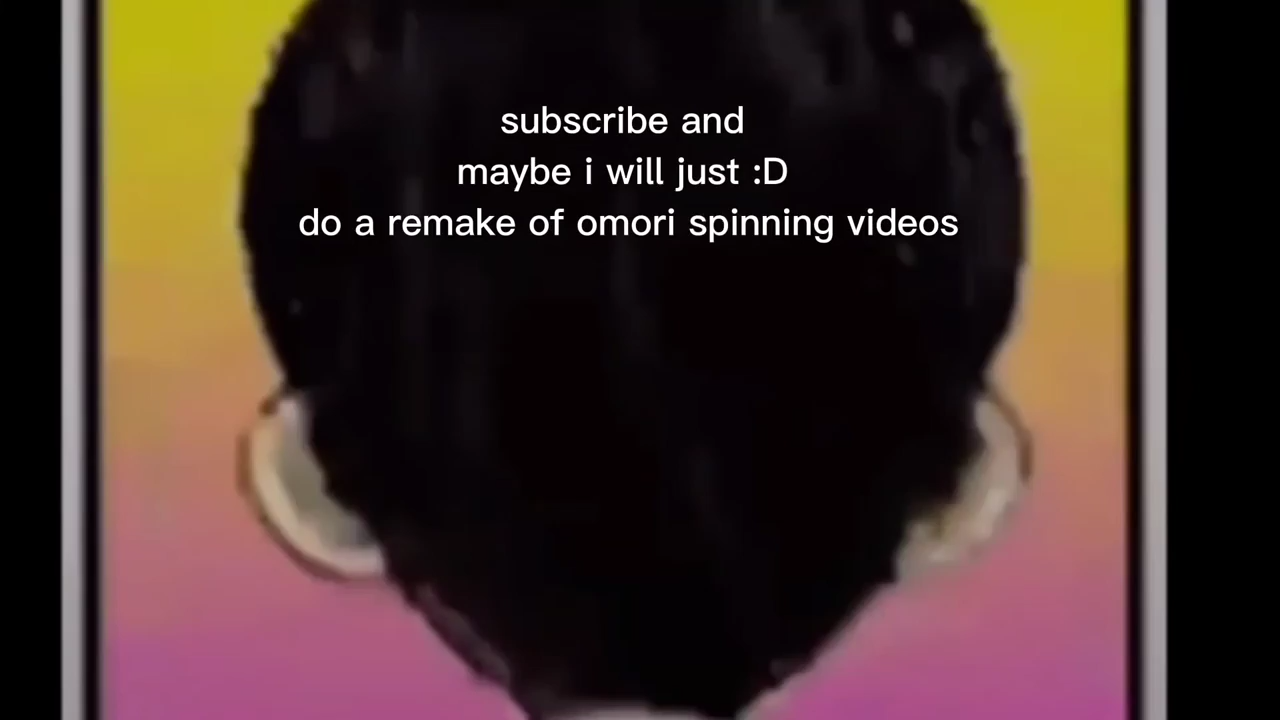 subscribe and
maybe i will just :D
do a remake of omori spinning videos